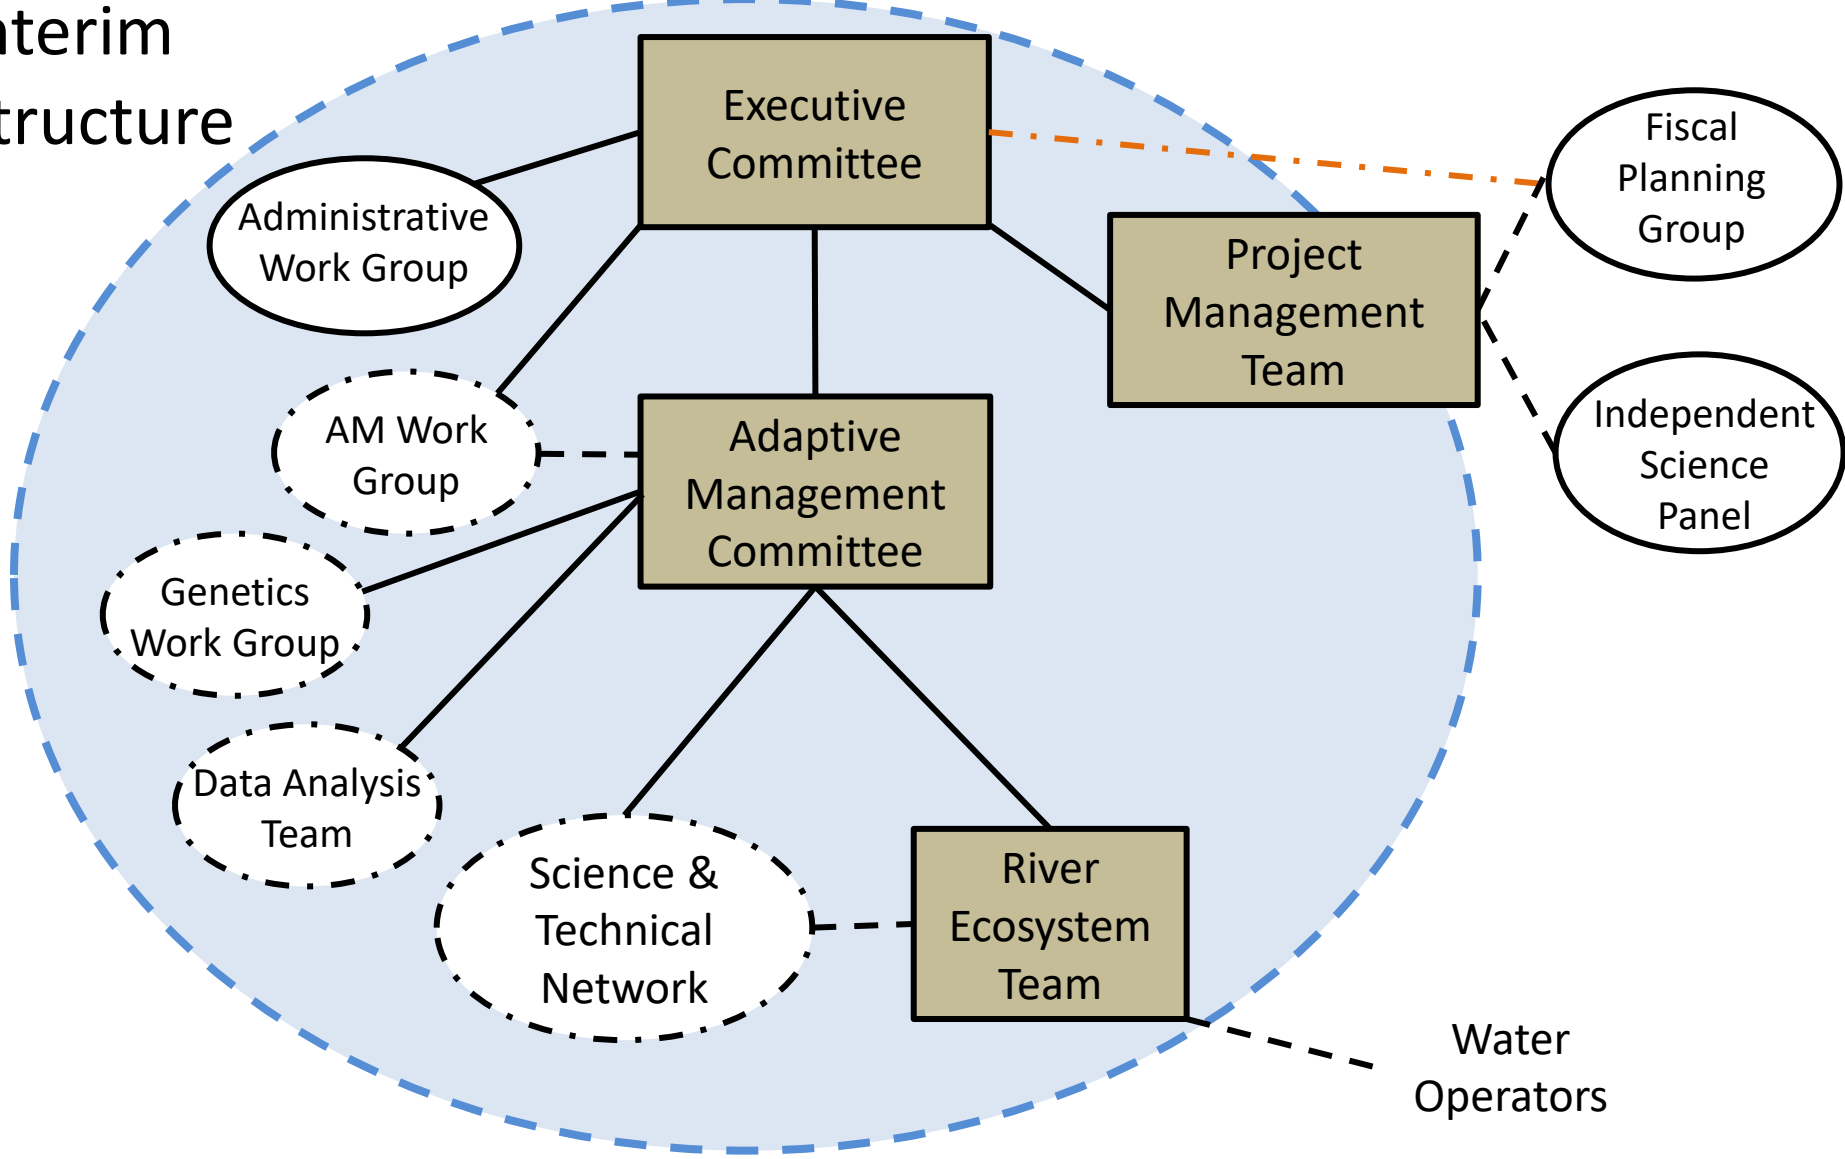 nterim
tructure
Executive
Committee
Administrative
Work Group
Fiscal
Planning
Group
Project
Management
Team
AM Work
Group
Adaptive
Management
Committee
Independent
Science
Panel
Genetics
Work Group
Data Analysis
Team
Science &
Technical
Network
River
Ecosystem
Team
Water
Operators